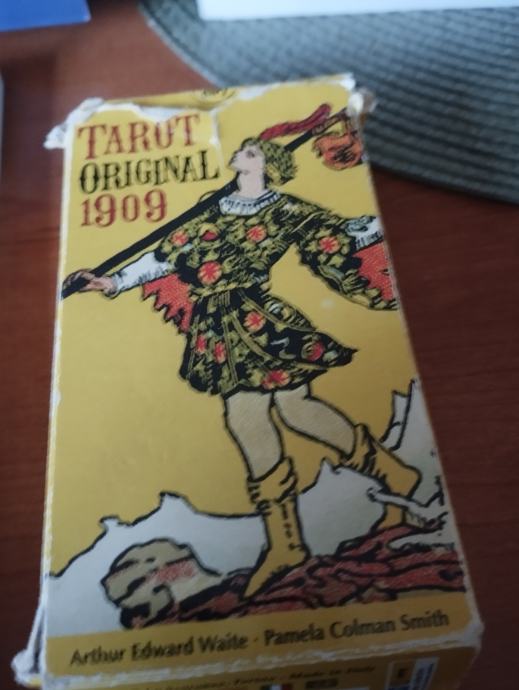 TAROT
ORIGINAL
1909
Arthur Edward Waite · Pamela Colman Smith